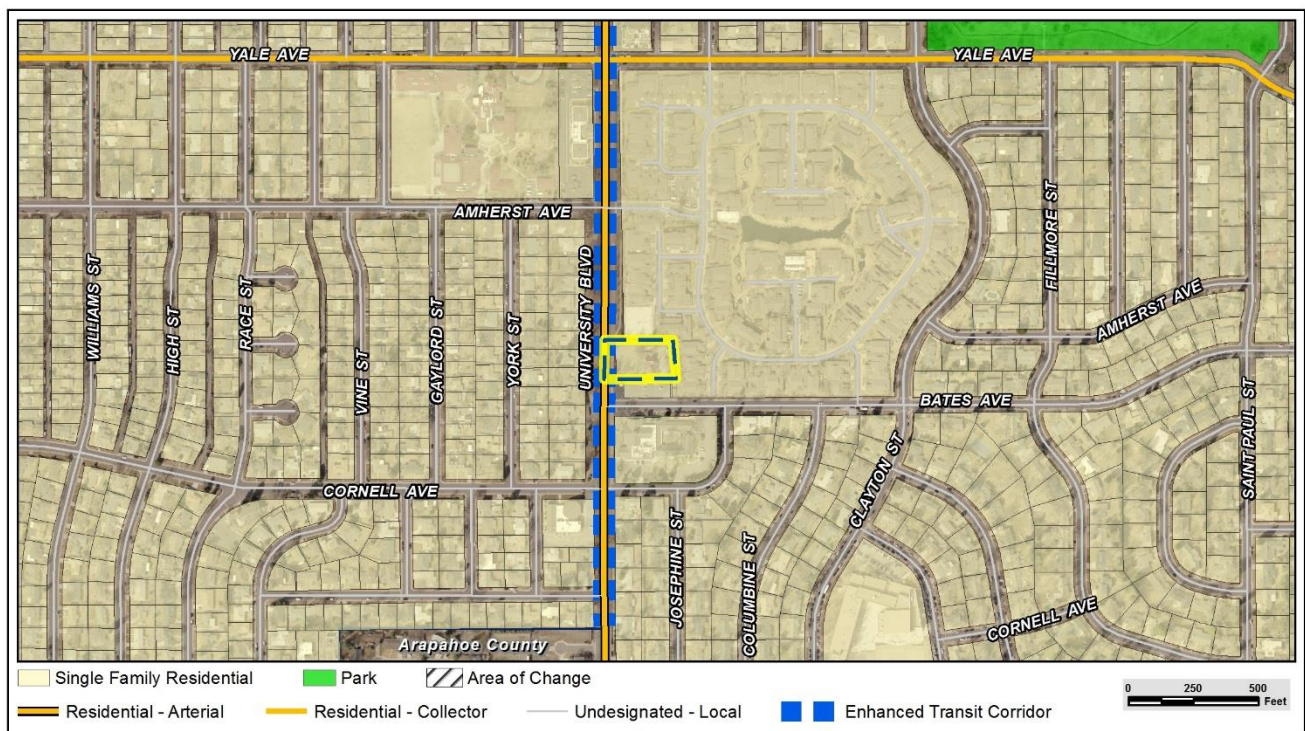 YALE AVE
YALE AVE
AMHERST AVE
WILLIAMS ST
HIGH ST
RACE ST
VINE ST
GAYLORD ST
YORK ST
UNIVERSITY BLVD
FILLMORE ST
AMHERST AVE
BATES AVE
SAINT PAUL ST
CORNELL AVE
JOSEPHINE ST
COLUMBINE ST
CLAYTON ST
CORNELL AVE
Arapahoe County
Single Family Residential
Park
Area of Change
Residential - Arterial
Residential - Collector
Undesignated - Local
Enhanced Transit Corridor
0 250 500
Feet